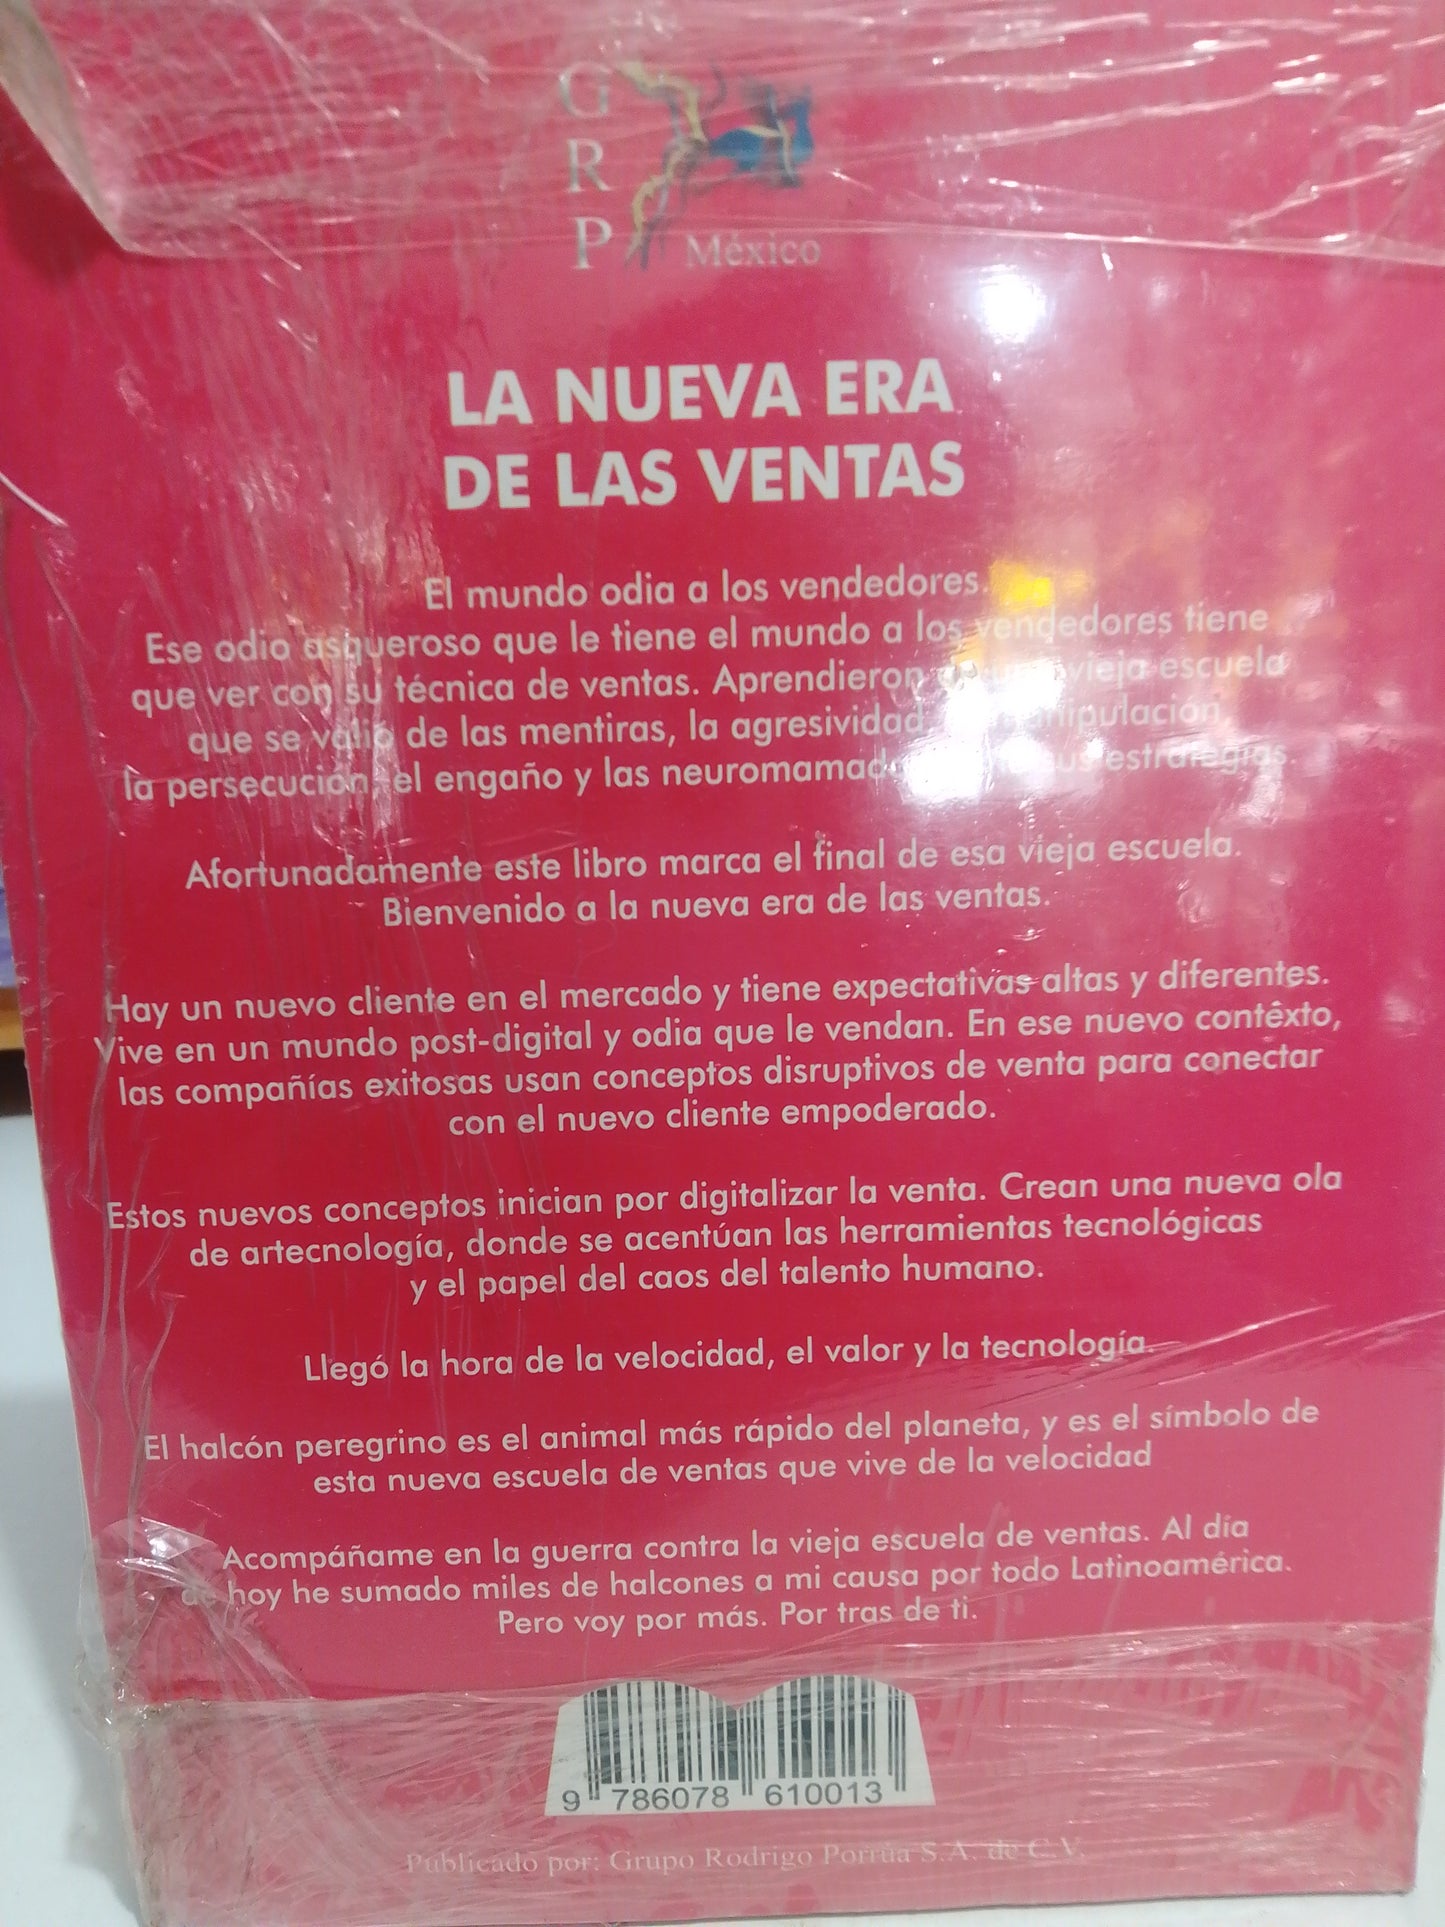 G
R
P México
LA NUEVA ERA
DE LAS VENTAS
El mundo odia a los vendedores.
Ese odio asqueroso que le tiene el mundo a los vendedores tiene
que ver con su técnica de ventas. Aprendieron vieja escuela
que se valió de las mentiras, la agresividad, manipulación,
la persecución, el engaño y las sus estrategias.
Afortunadamente este libro marca el final de esa vieja escuela.
Bienvenido a la nueva era de las ventas.
Hay un nuevo cliente en el mercado y tiene expectativas altas y diferentes.
Vive en un mundo post-digital y odia que le vendan. En ese nuevo contexto,
las compañías exitosas usan conceptos disruptivos de venta para conectar
con el nuevo cliente empoderado.
Estos nuevos conceptos inician por digitalizar la venta. Crean una nueva ola
de artecnología, donde se acentúan las herramientas tecnológicas
y el papel del caos del talento humano.
Llegó la hora de la velocidad, el valor y la tecnología.
El halcón peregrino es el animal más rápido del planeta, y es el símbolo de
esta nueva escuela de ventas que vive de la velocidad
Acompáñame en la guerra contra la vieja escuela de ventas. Al día
de hoy he sumado miles de halcones a mi causa por todo Latinoamérica.
Pero voy por más. Por tras de ti.
9 786078 610013
Publicado por: Grupo Rodrigo Porrúa S.A. de C.V.